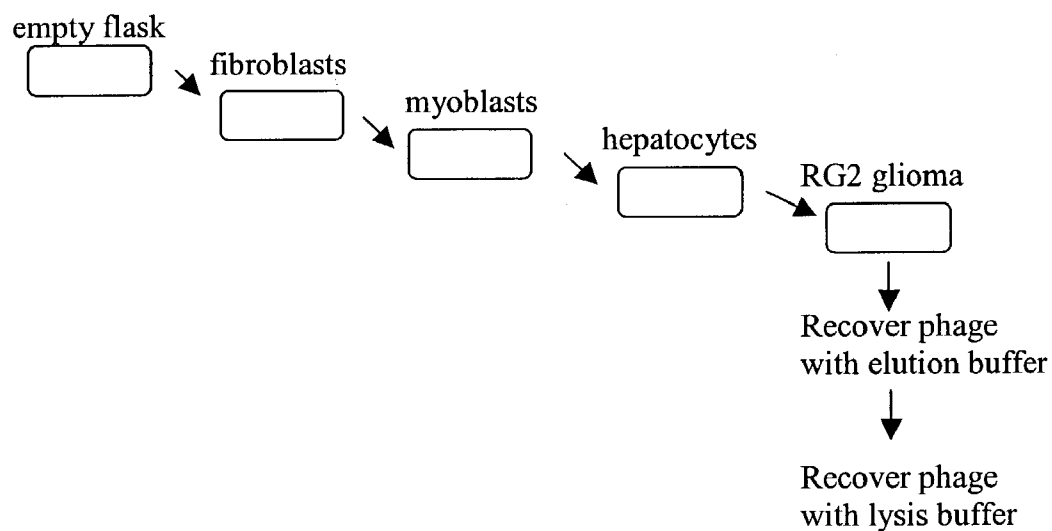 empty flask
fibroblasts
myoblasts
hepatocytes
RG2 glioma
Recover phage
with elution buffer
Recover phage
with lysis buffer